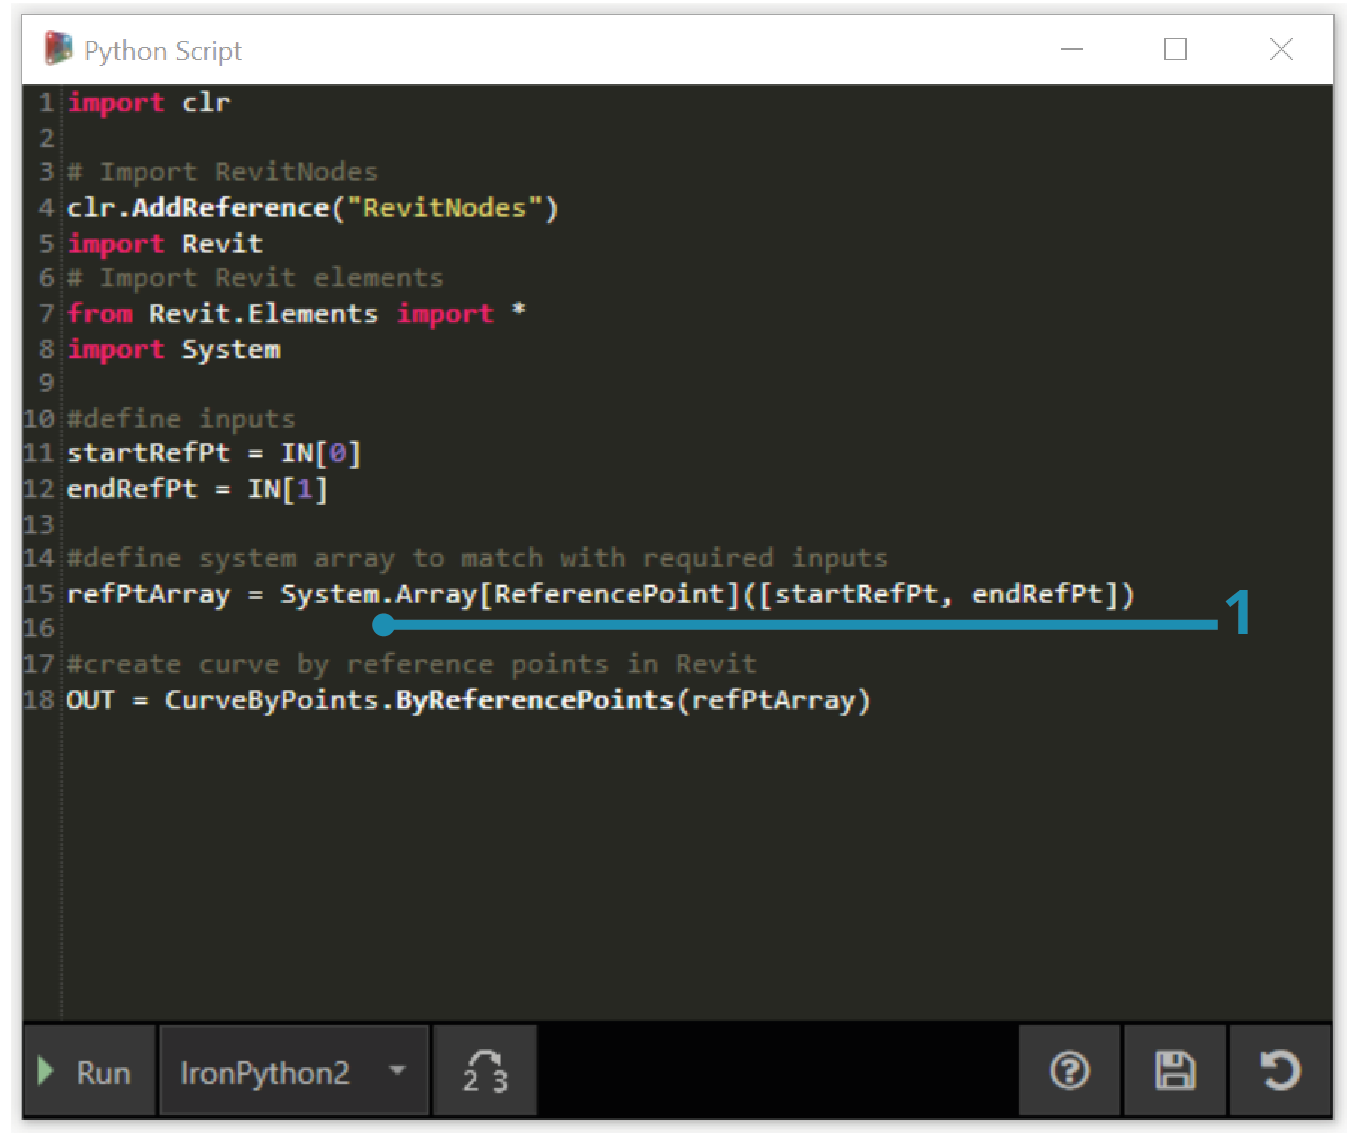 Python Script
1 import clr
2
3 # Import RevitNodes
4 clr.AddReference("RevitNodes")
5 import Revit
6 # Import Revit elements
7 from Revit.Elements import *
8 import System
9
10 #define inputs
11 startRefPt = IN[0]
12 endRefPt = IN[1]
13
14 #define system array to match with required inputs
15 refPtArray = System.Array[ReferencePoint]([startRefPt, endRefPt])
1
16
17 #create curve by reference points in Revit
18 OUT = CurveByPoints.ByReferencePoints(refPtArray)
Run IronPython2 2 3 ?